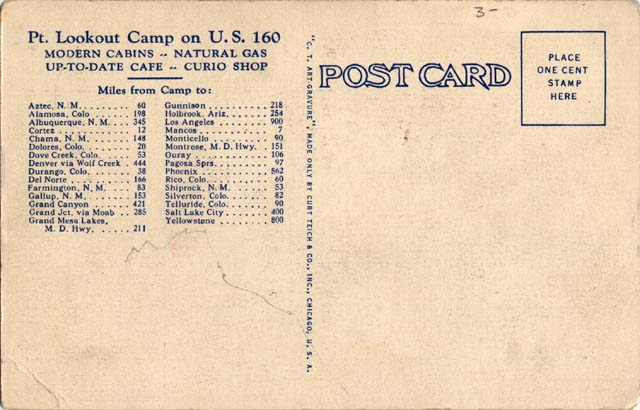 3-
Pt. Lookout Camp on U. S. 160
MODERN CABINS -- NATURAL GAS
UP-TO-DATE CAFE -- CURIO SHOP
Miles from Camp to:
Aztec, N. M. . . . . . . . . 60
Alamosa, Colo . . . . . . 198
Albuquerque, N. M. . . . . 345
Cortez . . . . . . . . . . . 12
Chama, N. M. . . . . . . . 148
Dolores, Colo. . . . . . . . 20
Dove Creek, Colo. . . . . . 53
Denver via Wolf Creek . 444
Durango, Colo. . . . . . . . 38
Del Norte . . . . . . . . . 166
Farmington, N. M. . . . . . 83
Gallup, N. M. . . . . . . . 153
Grand Canyon . . . . . . . 421
Grand Jct. via Moab . . 285
Grand Mesa Lakes,
M. D. Hwy. . . . . . . 211
Gunnison . . . . . . . . . . 218
Holbrook, Ariz. . . . . . . 254
Los Angeles . . . . . . . . 900
Mancos . . . . . . . . . . . 7
Monticello . . . . . . . . . 90
Montrose, M. D. Hwy. . 151
Ouray . . . . . . . . . . . 106
Pagosa Sprs. . . . . . . . . 97
Phoenix . . . . . . . . . . 562
Rico, Colo. . . . . . . . . . 60
Shiprock, N. M. . . . . . . 53
Silverton, Colo. . . . . . . 82
Telluride, Colo. . . . . . . 90
Salt Lake City . . . . . . 400
Yellowstone . . . . . . . . 800
"C. T. ART-GRAVURE", MADE ONLY BY CURT TEICH & CO., INC., CHICAGO, U. S. A.
POST CARD
PLACE
ONE CENT
STAMP
HERE